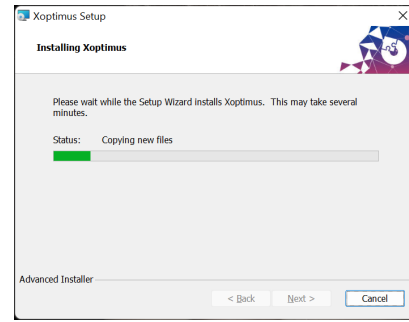 Xoptimus Setup
Installing Xoptimus
Please wait while the Setup Wizard installs Xoptimus. This may take several
minutes.
Status: Copying new files
Advanced Installer
< Back Next > Cancel